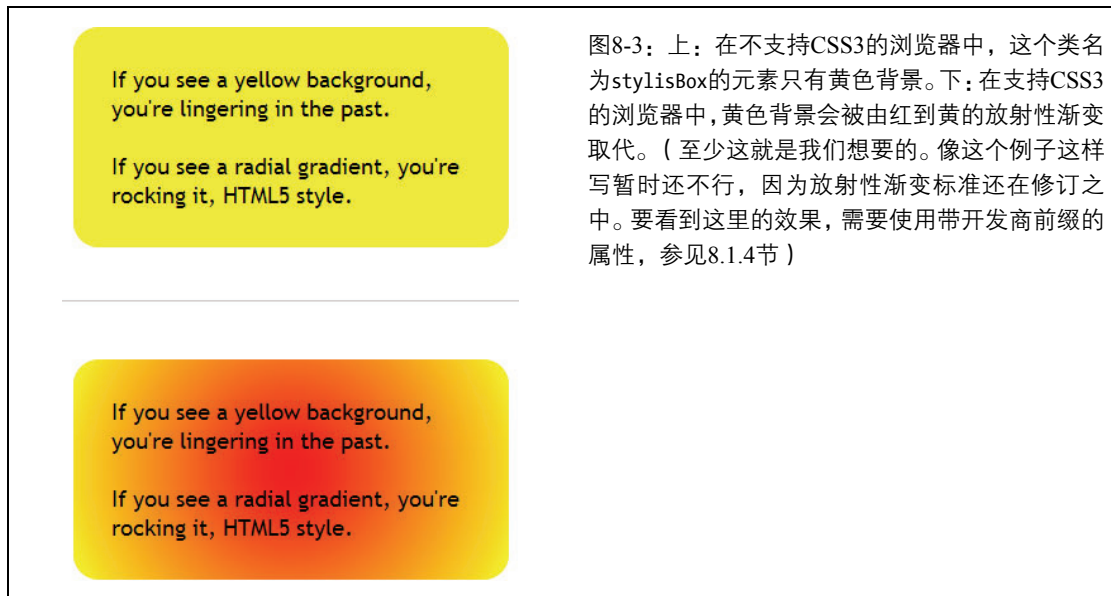 If you see a yellow background,
you're lingering in the past.
If you see a radial gradient, you're
rocking it, HTML5 style.
If you see a yellow background,
you're lingering in the past.
If you see a radial gradient, you're
rocking it, HTML5 style.
图8-3：上：在不支持CSS3的浏览器中，这个类名
为stylisBox的元素只有黄色背景。下：在支持CSS3
的浏览器中，黄色背景会被由红到黄的放射性渐变
取代。（至少这就是我们想要的。像这个例子这样
写暂时还不行，因为放射性渐变标准还在修订之
中。要看到这里的效果，需要使用带开发商前缀的
属性，参见8.1.4节）